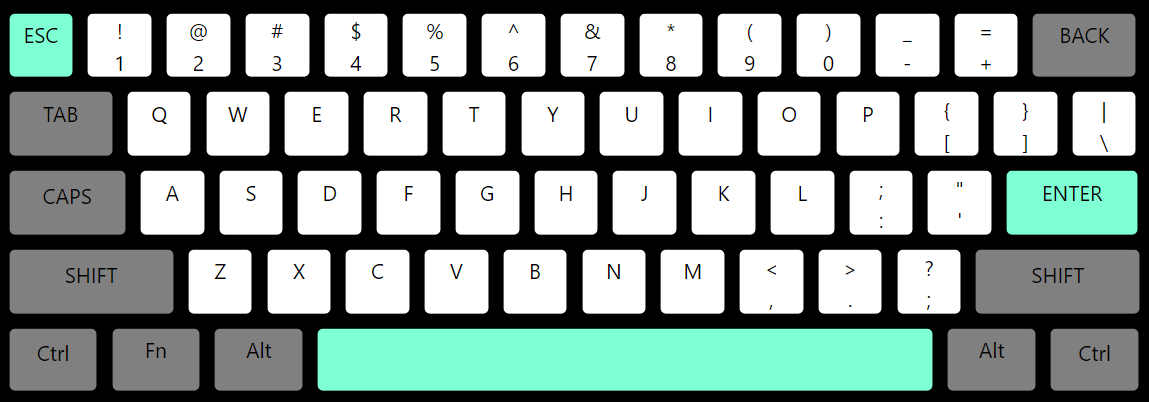 ESC ! @ # $ % ^ & * ( ) _ = BACK
1 2 3 4 5 6 7 8 9 0 - +
TAB Q W E R T Y U I O P { } |
[ ] \
CAPS A S D F G H J K L ; " ENTER
: '
SHIFT Z X C V B N M < > ? SHIFT
, . ;
Ctrl Fn Alt Alt Ctrl